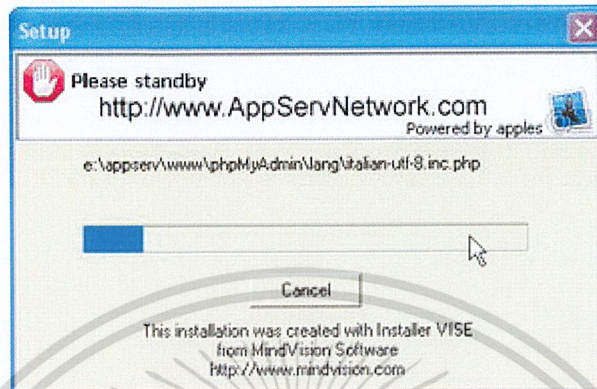 Setup
Please standby
http://www.AppServNetwork.com
Powered by apples
e:\appserv\www\phpMyAdmin\lang\italian-utf-8.inc.php
Cancel
This installation was created with Installer VISE
from MindVision Software
http://www.mindvision.com